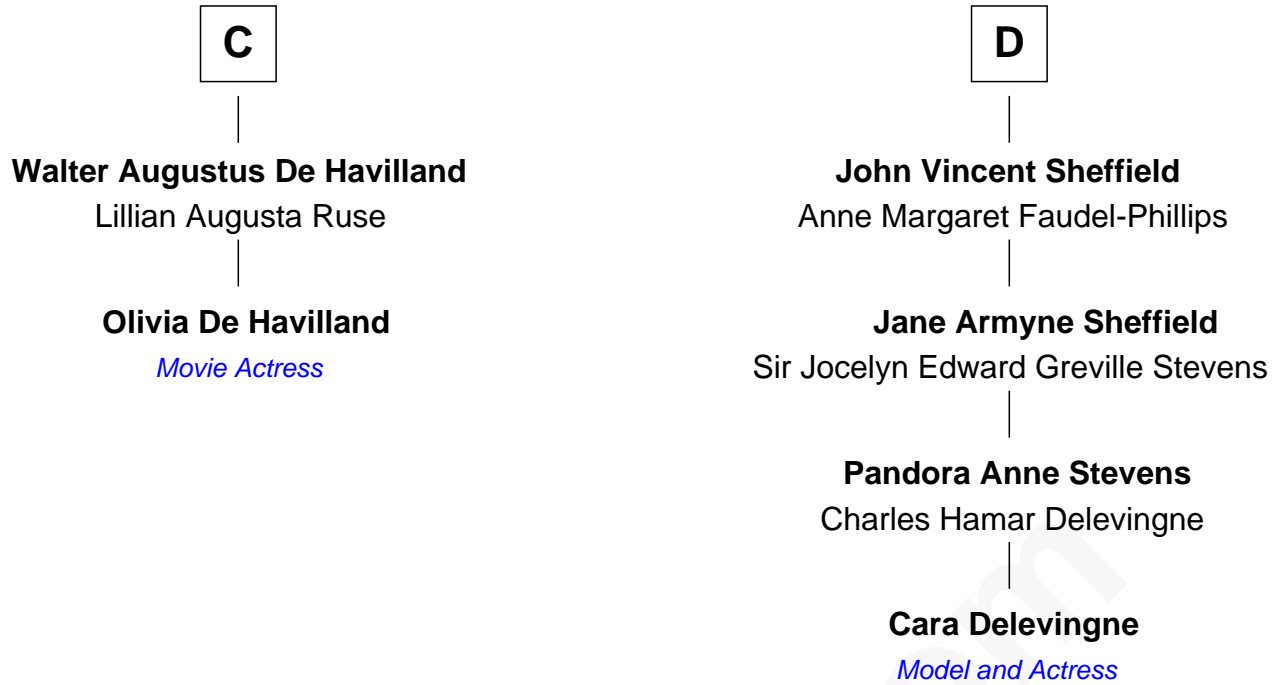 C
Walter Augustus De Havilland
Lillian Augusta Ruse
Olivia De Havilland
Movie Actress
D
John Vincent Sheffield
Anne Margaret Faudel-Phillips
Jane Armyne Sheffield
Sir Jocelyn Edward Greville Stevens
Pandora Anne Stevens
Charles Hamar Delevingne
Cara Delevingne
Model and Actress